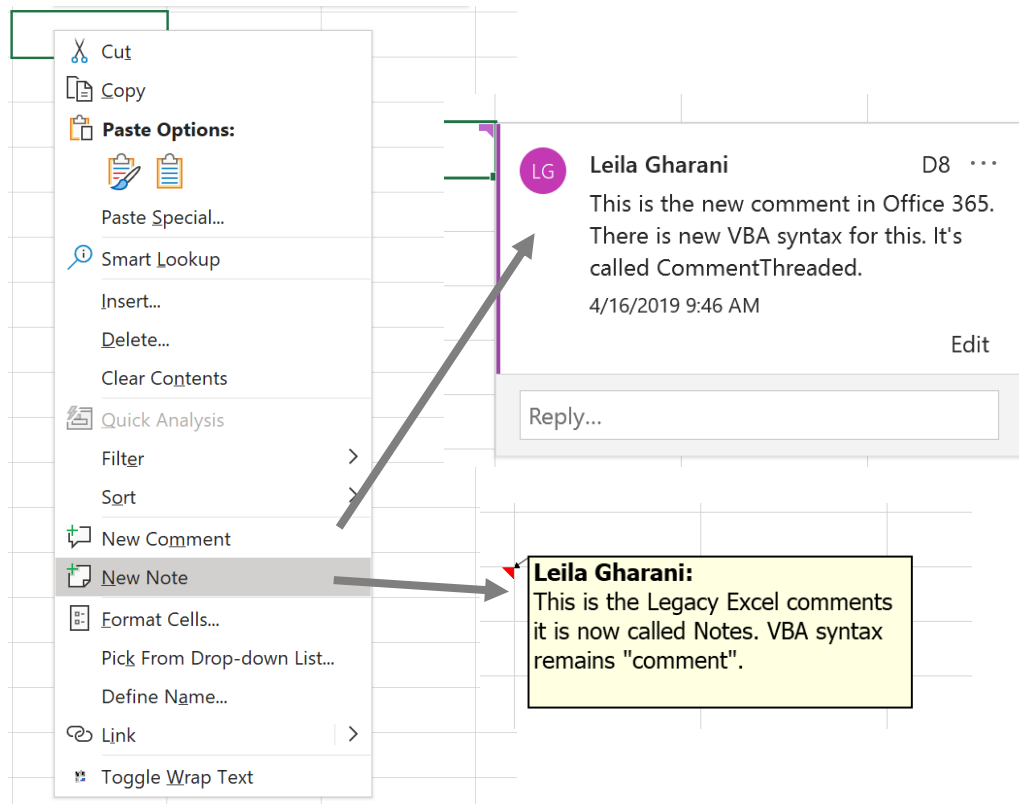 Cut
Copy
Paste Options:
Paste Special...
Smart Lookup
Insert...
Delete...
Clear Contents
Quick Analysis
Filter
Sort
New Comment
New Note
Format Cells...
Pick From Drop-down List...
Define Name...
Link
Toggle Wrap Text
LG
Leila Gharani D8 ...
This is the new comment in Office 365.
There is new VBA syntax for this. It's
called CommentThreaded.
4/16/2019 9:46 AM
Edit
Reply...
Leila Gharani:
This is the Legacy Excel comments
it is now called Notes. VBA syntax
remains "comment".